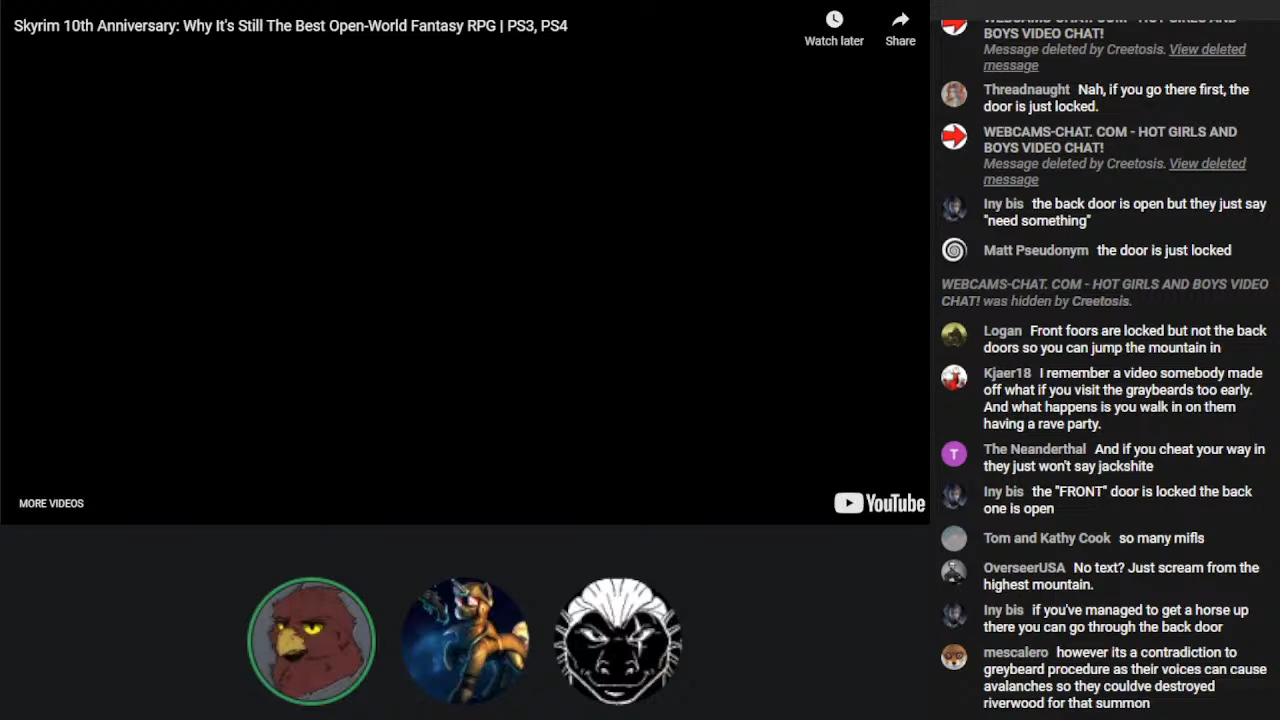 Skyrim 10th Anniversary: Why It's Still The Best Open-World Fantasy RPG | PS3, PS4
Watch later
Share
MORE VIDEOS
YouTube
WEBCAMS-CHAT. COM - HOT GIRLS AND
BOYS VIDEO CHAT!
Message deleted by Creetosis. View deleted
message
Threadnaught Nah, if you go there first, the
door is just locked.
WEBCAMS-CHAT. COM - HOT GIRLS AND
BOYS VIDEO CHAT!
Message deleted by Creetosis. View deleted
message
Iny bis the back door is open but they just say
"need something"
Matt Pseudonym the door is just locked
WEBCAMS-CHAT. COM - HOT GIRLS AND BOYS VIDEO
CHAT! was hidden by Creetosis.
Logan Front foors are locked but not the back
doors so you can jump the mountain in
Kjaer18 I remember a video somebody made
off what if you visit the graybeards too early.
And what happens is you walk in on them
having a rave party.
T
The Neanderthal And if you cheat your way in
they just won't say jackshite
Iny bis the "FRONT" door is locked the back
one is open
Tom and Kathy Cook so many mifls
OverseerUSA No text? Just scream from the
highest mountain.
Iny bis if you've managed to get a horse up
there you can go through the back door
mescalero however its a contradiction to
greybeard procedure as their voices can cause
avalanches so they couldve destroyed
riverwood for that summon